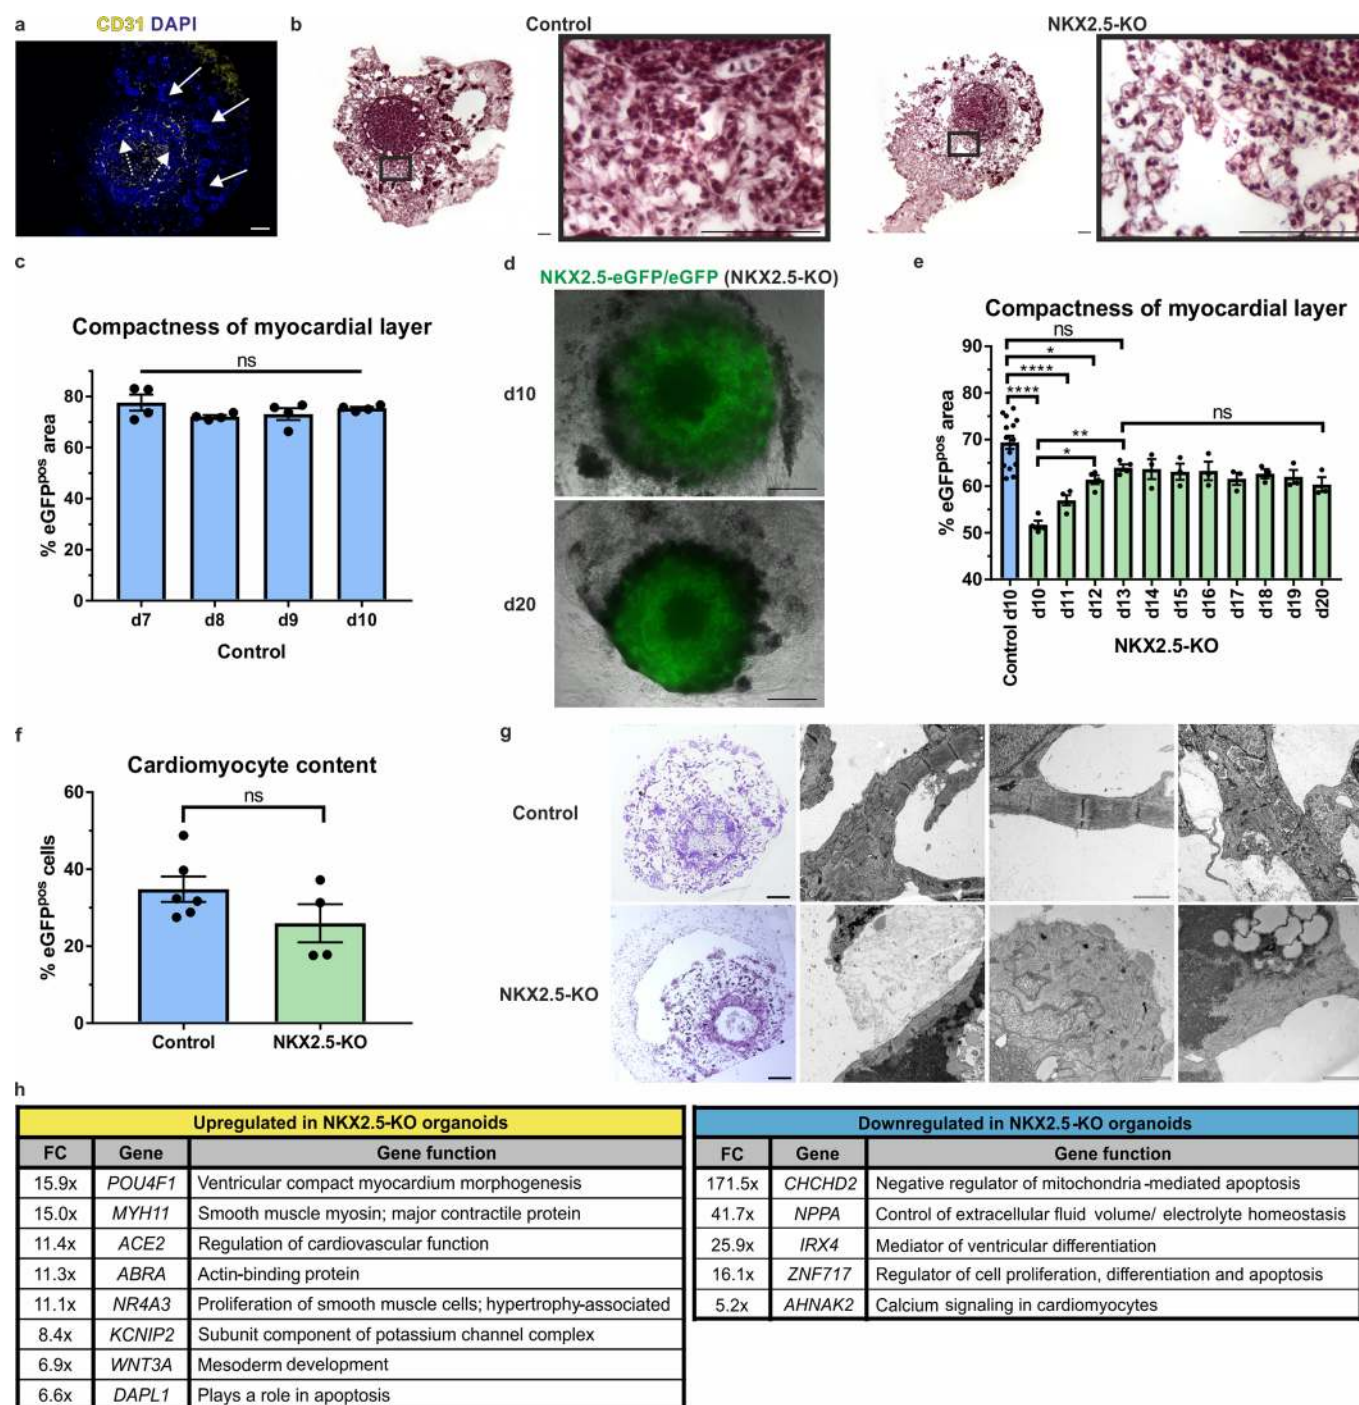 a
CD31 DAPI
b
Control
NKX2.5-KO
c
Compactness of myocardial layer
ns
% eGFPpos area
80
60
40
20
0
d7 d8 d9 d10
Control
d
NKX2.5-eGFP/eGFP (NKX2.5-KO)
d10
d20
e
Compactness of myocardial layer
ns
*
****
****
**
*
ns
% eGFPpos area
90
80
70
60
50
40
Control d10 d10 d11 d12 d13 d14 d15 d16 d17 d18 d19 d20
NKX2.5-KO
f
Cardiomyocyte content
ns
% eGFPpos cells
60
40
20
0
Control NKX2.5-KO
g
Control
NKX2.5-KO
h
Upregulated in NKX2.5-KO organoids
FC Gene Gene function
15.9x POU4F1 Ventricular compact myocardium morphogenesis
15.0x MYH11 Smooth muscle myosin; major contractile protein
11.4x ACE2 Regulation of cardiovascular function
11.3x ABRA Actin-binding protein
11.1x NR4A3 Proliferation of smooth muscle cells; hypertrophy-associated
8.4x KCNIP2 Subunit component of potassium channel complex
6.9x WNT3A Mesoderm development
6.6x DAPL1 Plays a role in apoptosis
Downregulated in NKX2.5-KO organoids
FC Gene Gene function
171.5x CHCHD2 Negative regulator of mitochondria-mediated apoptosis
41.7x NPPA Control of extracellular fluid volume/ electrolyte homeostasis
25.9x IRX4 Mediator of ventricular differentiation
16.1x ZNF717 Regulator of cell proliferation, differentiation and apoptosis
5.2x AHNAK2 Calcium signaling in cardiomyocytes